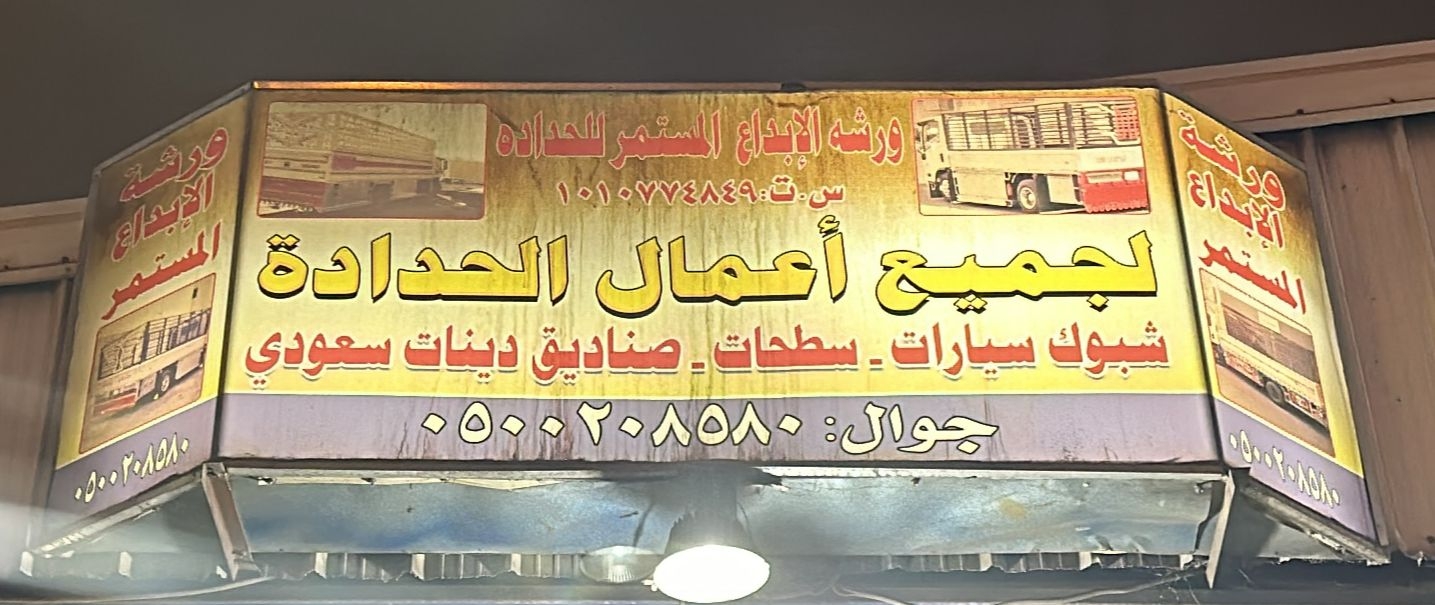 ورشه الإبداع المستمر للحداده
س.ت:١٠١٠٧٧٤٨٤٩
لجميع أعمال الحدادة
شبوك سيارات - سطحات - صناديق دينات سعودي
جوال: ٠٥٠٠٢٠٨٥٨٠
ورشة
الإبداع
المستمر
٠٥٠٠٢٠٨٥٨٠
ورشة
الإبداع
المستمر
٠٥٠٠٢٠٨٥٨٠